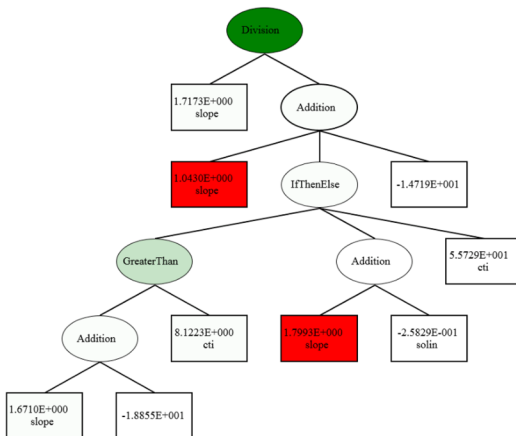 Division
1.7173E+000
slope
Addition
1.0430E+000
slope
IfThenElse
-1.4719E+001
GreaterThan
Addition
5.5729E+001
cti
Addition
8.1223E+000
cti
1.7993E+000
slope
-2.5829E-001
solin
1.6710E+000
slope
-1.8855E+001